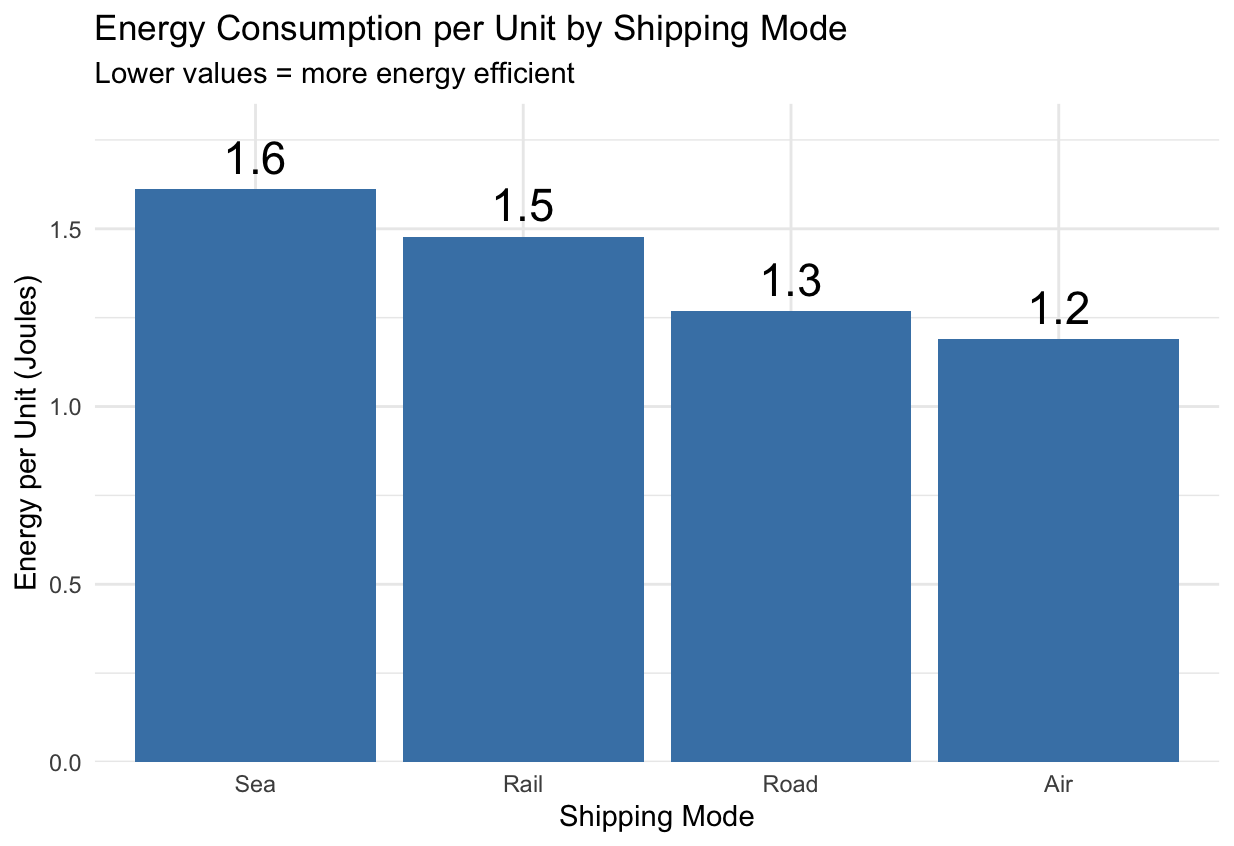 Energy Consumption per Unit by Shipping Mode
Lower values = more energy efficient
1.6
1.5
1.3
1.2
Energy per Unit (Joules)
1.5
1.0
0.5
0.0
Sea Rail Road Air
Shipping Mode